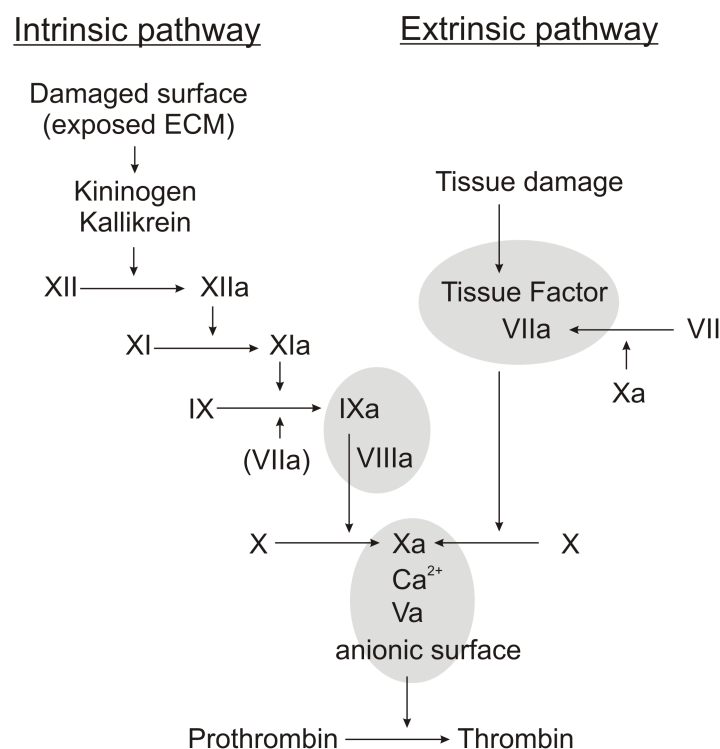 Intrinsic pathway
Extrinsic pathway
Damaged surface
(exposed ECM)
Kininogen
Kallikrein
Tissue damage
XII
XIIa
Tissue Factor
VIIa
VII
XI
XIa
Xa
IX
IXa
(VIIa)
VIIIa
X
Xa
X
Ca2+
Va
anionic surface
Prothrombin
Thrombin